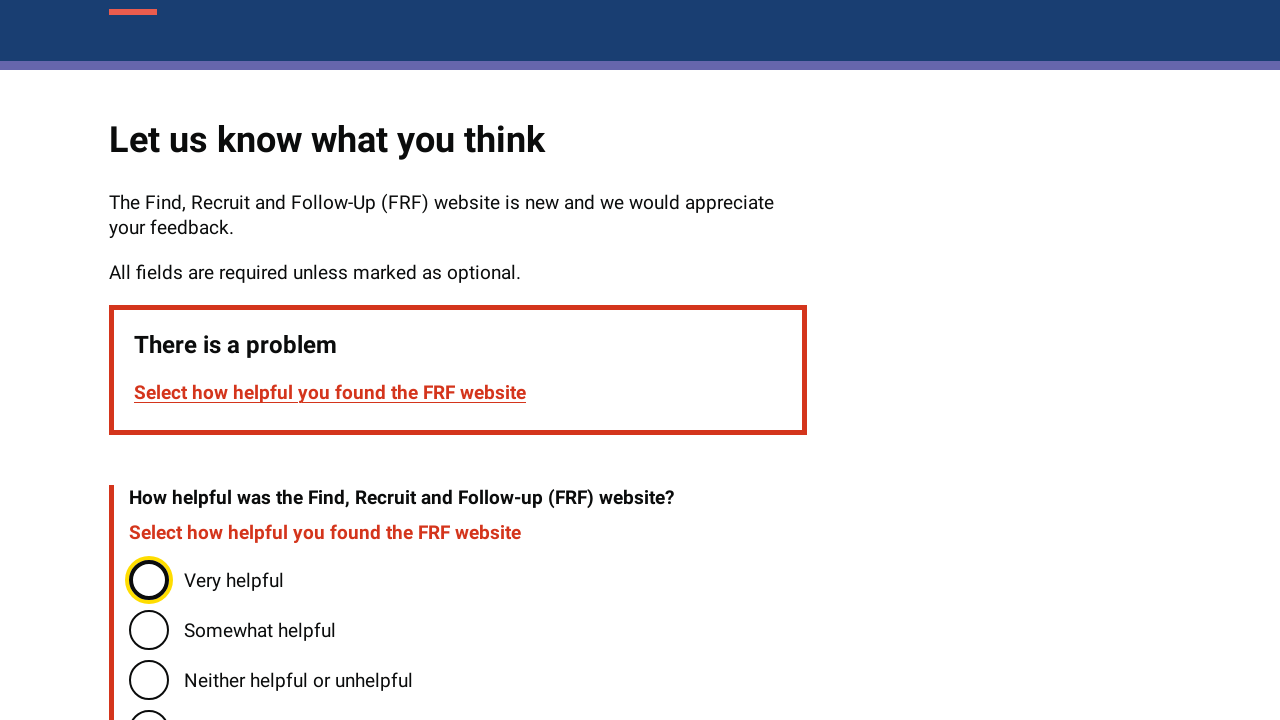 Let us know what you think
The Find, Recruit and Follow-Up (FRF) website is new and we would appreciate
your feedback.
All fields are required unless marked as optional.
There is a problem
Select how helpful you found the FRF website
How helpful was the Find, Recruit and Follow-up (FRF) website?
Select how helpful you found the FRF website
Very helpful
Somewhat helpful
Neither helpful or unhelpful